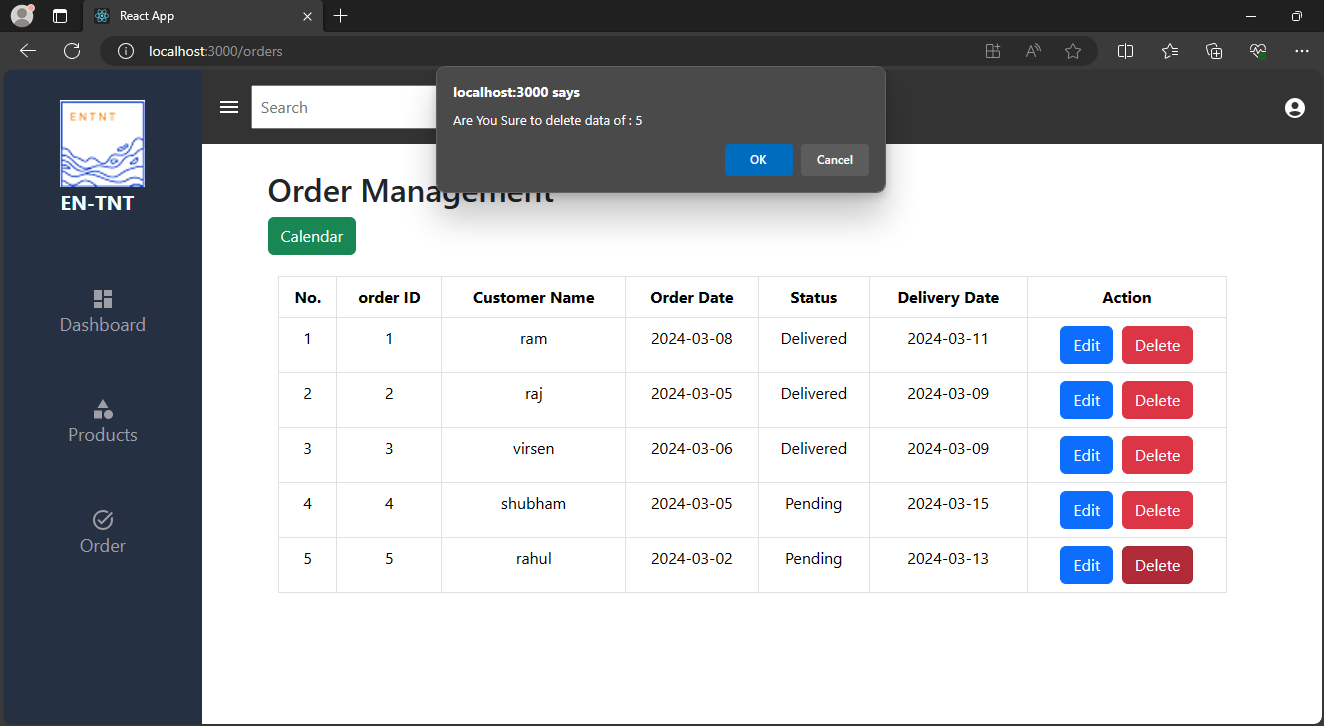 React App
localhost:3000/orders
localhost:3000 says
Are You Sure to delete data of : 5
OK Cancel
ENTNT
EN-TNT
Search
Dashboard
Products
Order
Order Management
Calendar
No. order ID Customer Name Order Date Status Delivery Date Action
1 1 ram 2024-03-08 Delivered 2024-03-11 Edit Delete
2 2 raj 2024-03-05 Delivered 2024-03-09 Edit Delete
3 3 virsen 2024-03-06 Delivered 2024-03-09 Edit Delete
4 4 shubham 2024-03-05 Pending 2024-03-15 Edit Delete
5 5 rahul 2024-03-02 Pending 2024-03-13 Edit Delete